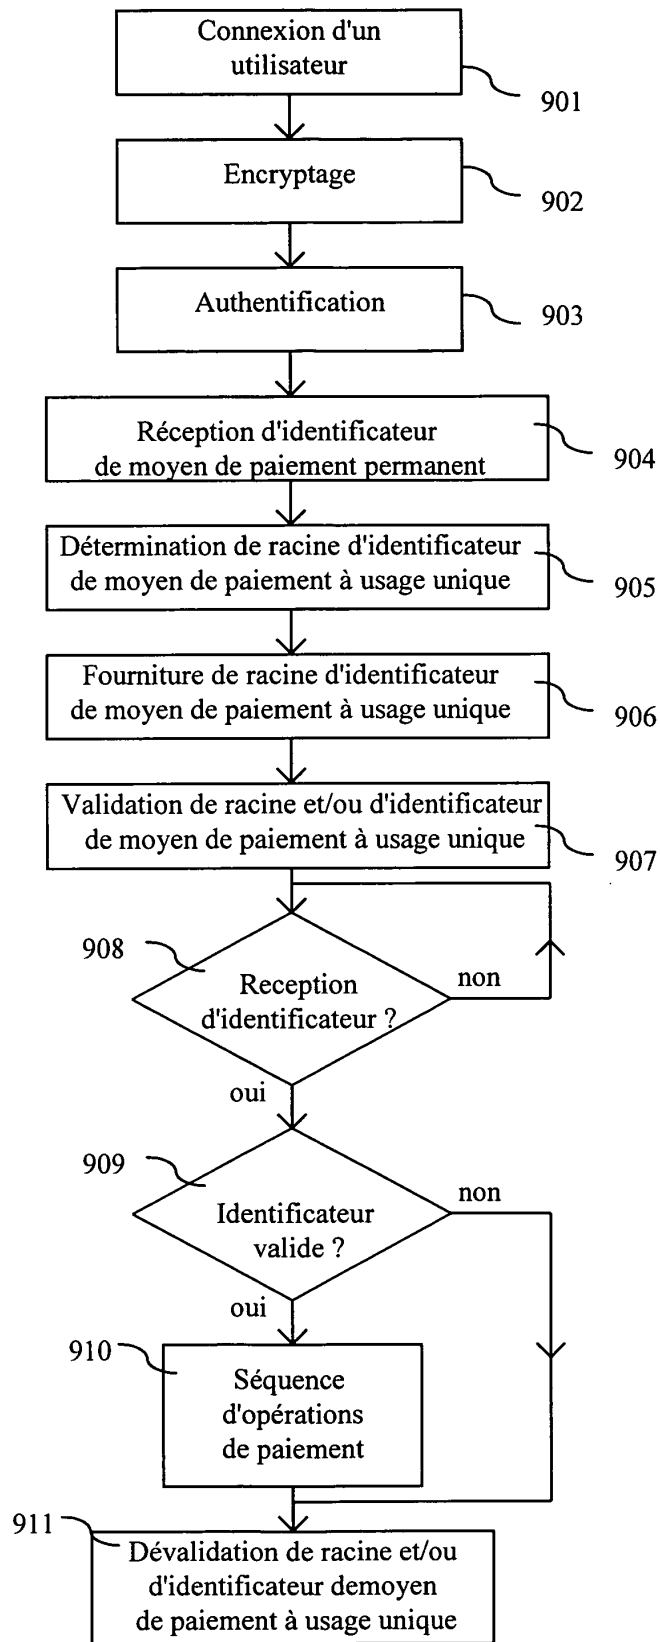 Connexion d'un
utilisateur
901
Encryptage
902
Authentification
903
Réception d'identificateur
de moyen de paiement permanent
904
Détermination de racine d'identificateur
de moyen de paiement à usage unique
905
Fourniture de racine d'identificateur
de moyen de paiement à usage unique
906
Validation de racine et/ou d'identificateur
de moyen de paiement à usage unique
907
908
Reception
d'identificateur ?
non
oui
909
Identificateur
valide ?
non
oui
910
Séquence
d'opérations
de paiement
911
Dévalidation de racine et/ou
d'identificateur demoyen
de paiement à usage unique